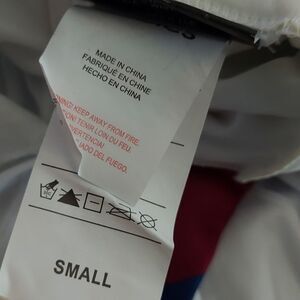 MADE IN CHINA
FABRIQUÉ EN CHINE
HECHO EN CHINA
KEEP AWAY FROM FIRE
TENIR LOIN DU FEU
DEL FUEGO.
SMALL